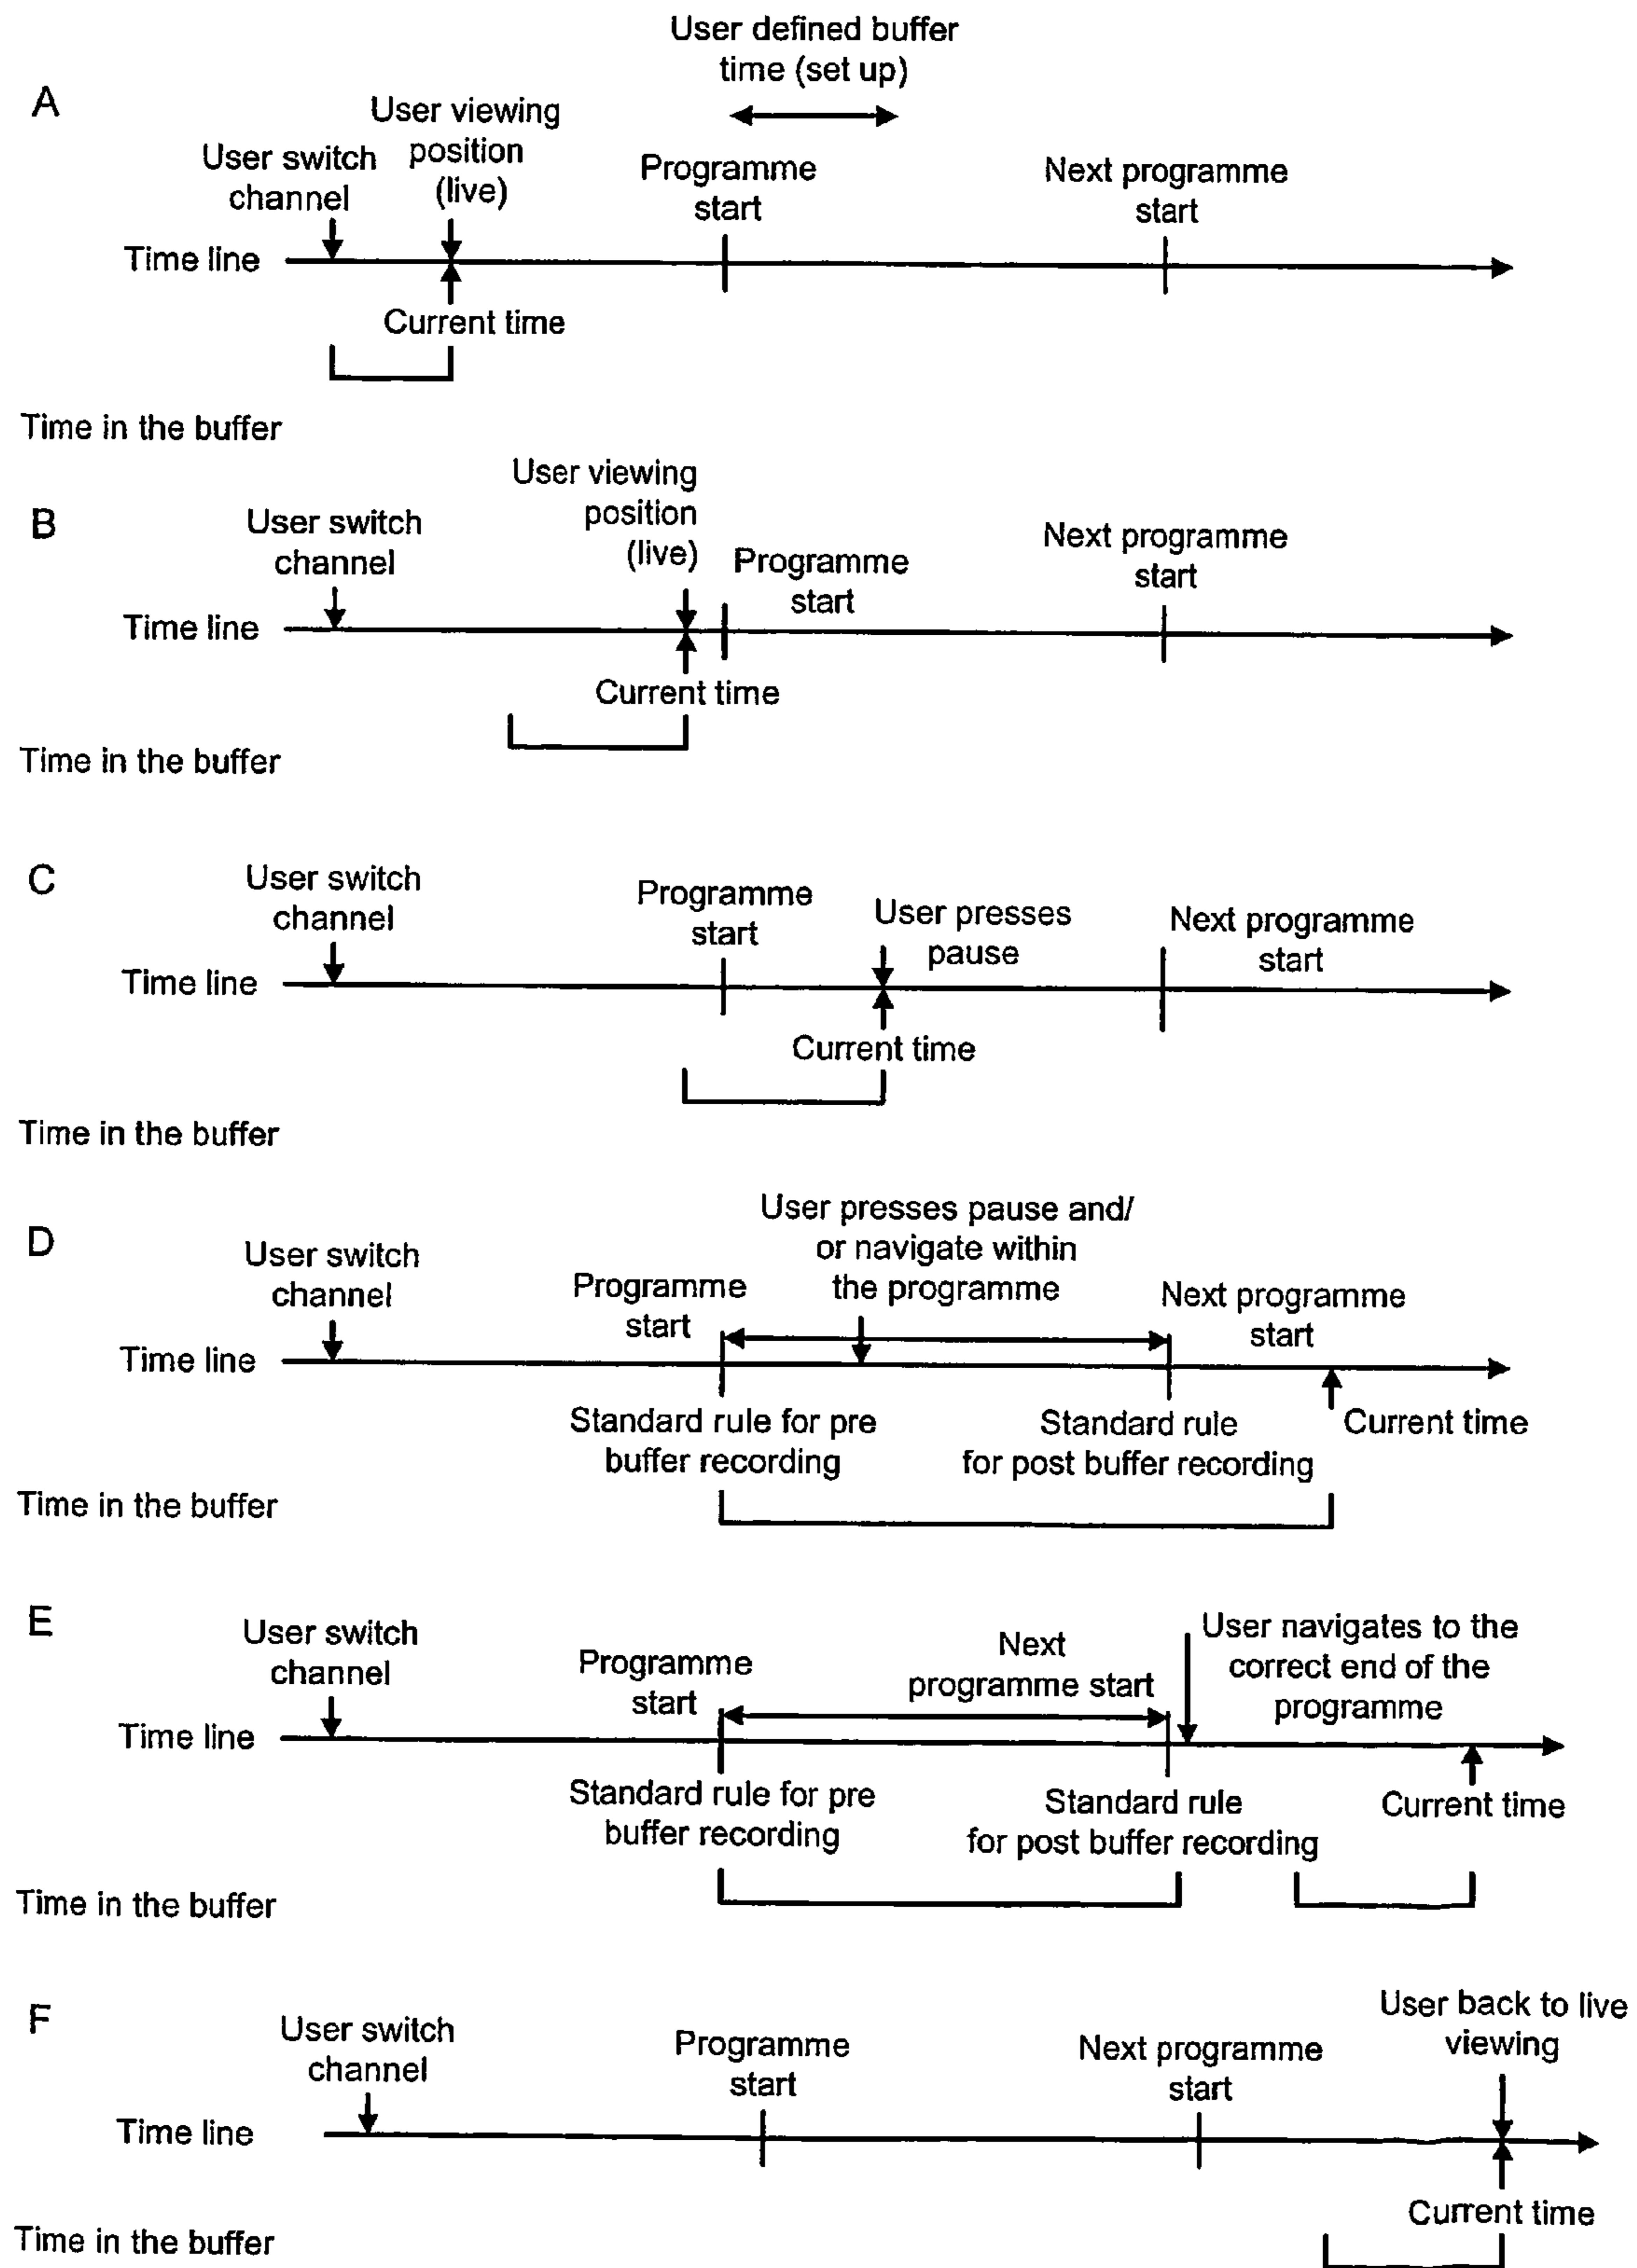 User defined buffer
time (set up)
A
User viewing
position
(live)
User switch
channel
Programme
start
Next programme
start
Time line
Current time
Time in the buffer
B
User viewing
position
(live)
User switch
channel
Programme
start
Next programme
start
Time line
Current time
Time in the buffer
C
User switch
channel
Programme
start
User presses
pause
Next programme
start
Time line
Current time
Time in the buffer
D
User switch
channel
Programme
start
User presses pause and/
or navigate within
the programme
Next programme
start
Time line
Standard rule for pre
buffer recording
Standard rule
for post buffer recording
Current time
Time in the buffer
E
User switch
channel
Programme
start
Next
programme start
User navigates to the
correct end of the
programme
Time line
Standard rule for pre
buffer recording
Standard rule
for post buffer recording
Current time
Time in the buffer
F
User switch
channel
Programme
start
Next programme
start
User back to live
viewing
Time line
Current time
Time in the buffer